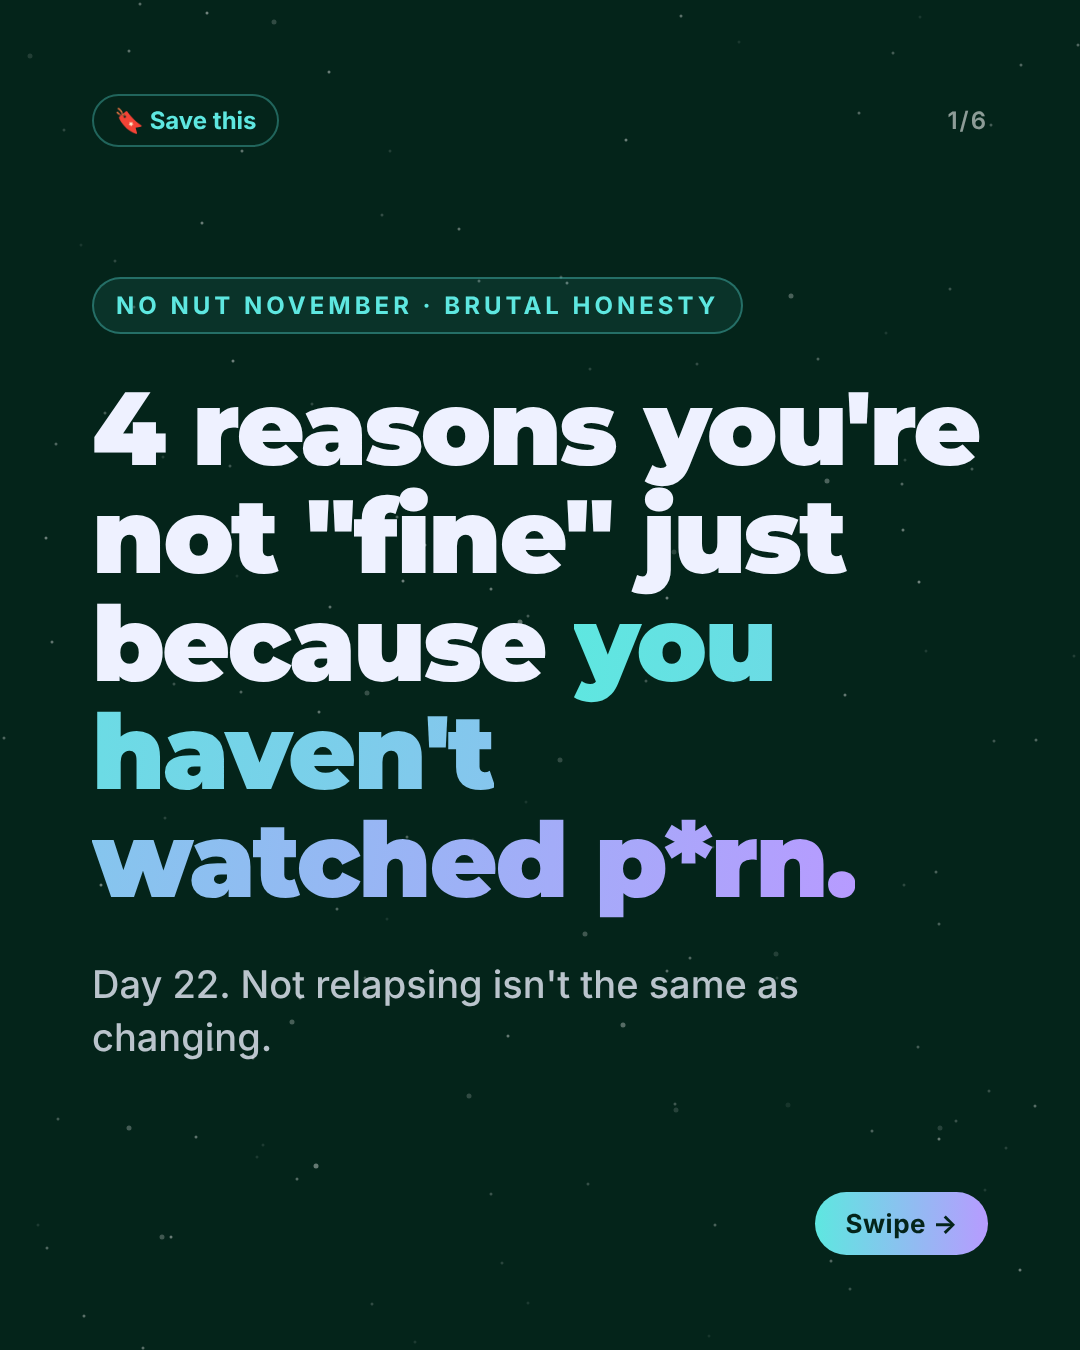 🔖 Save this
1/6
NO NUT NOVEMBER · BRUTAL HONESTY
4 reasons you're
not "fine" just
because you
haven't
watched p*rn.
Day 22. Not relapsing isn't the same as
changing.
Swipe →